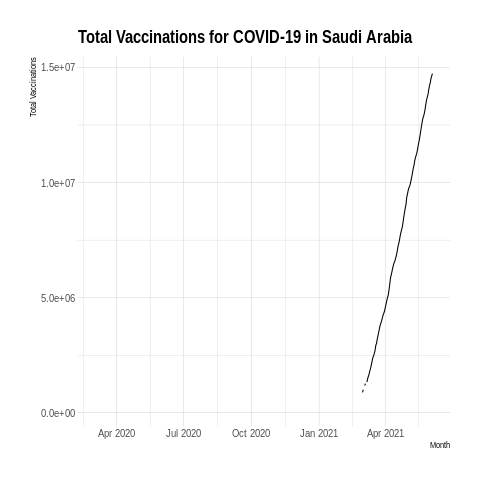 Total Vaccinations for COVID-19 in Saudi Arabia
Total Vaccinations
1.5e+07
1.0e+07
5.0e+06
0.0e+00
Apr 2020 Jul 2020 Oct 2020 Jan 2021 Apr 2021
Month